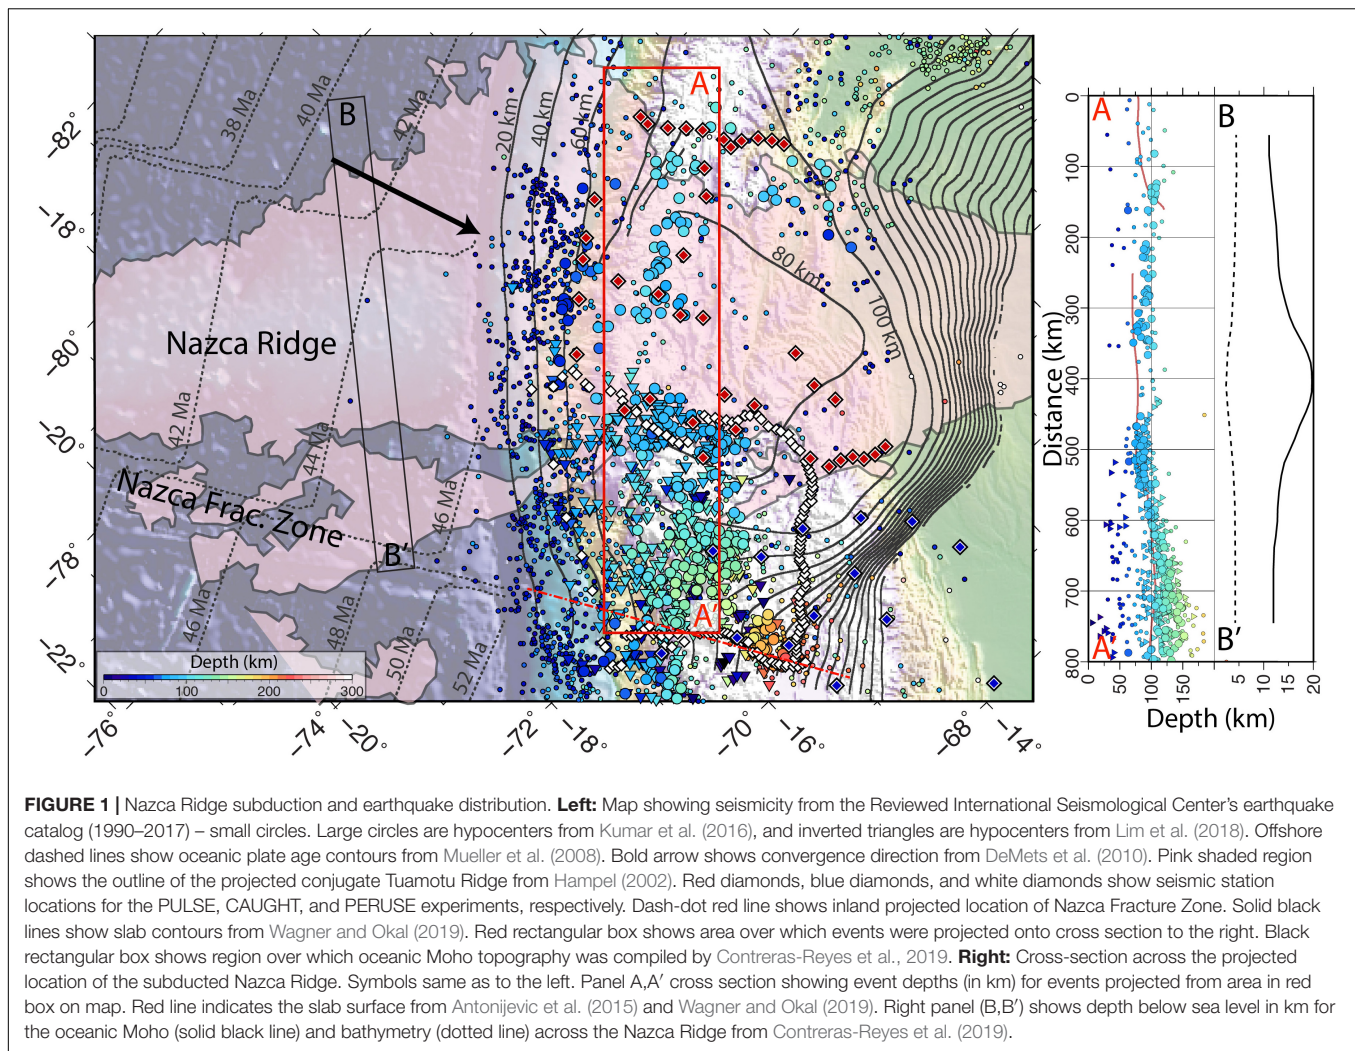 38 Ma
40 Ma
42 Ma
B
20 km
40 km
60 km
A
80 km
100 km
Nazca Ridge
42 Ma
44 Ma
46 Ma
Nazca Frac. Zone
B′
A′
46 Ma
48 Ma
50 Ma
52 Ma
Depth (km)
0 100 200 300
−82°
−18°
−80°
−20°
−78°
−22°
−76° −74° −20° −72° −18° −70° −16° −68° −14°
A
B
0
100
200
300
400
500
600
700
800
Distance (km)
A′
B′
0 50 100 150
5 10 15 20
Depth (km)
FIGURE 1 | Nazca Ridge subduction and earthquake distribution. Left: Map showing seismicity from the Reviewed International Seismological Center's earthquake
catalog (1990–2017) – small circles. Large circles are hypocenters from Kumar et al. (2016), and inverted triangles are hypocenters from Lim et al. (2018). Offshore
dashed lines show oceanic plate age contours from Mueller et al. (2008). Bold arrow shows convergence direction from DeMets et al. (2010). Pink shaded region
shows the outline of the projected conjugate Tuamotu Ridge from Hampel (2002). Red diamonds, blue diamonds, and white diamonds show seismic station
locations for the PULSE, CAUGHT, and PERUSE experiments, respectively. Dash-dot red line shows inland projected location of Nazca Fracture Zone. Solid black
lines show slab contours from Wagner and Okal (2019). Red rectangular box shows area over which events were projected onto cross section to the right. Black
rectangular box shows region over which oceanic Moho topography was compiled by Contreras-Reyes et al., 2019. Right: Cross-section across the projected
location of the subducted Nazca Ridge. Symbols same as to the left. Panel A,A′ cross section showing event depths (in km) for events projected from area in red
box on map. Red line indicates the slab surface from Antonijevic et al. (2015) and Wagner and Okal (2019). Right panel (B,B′) shows depth below sea level in km for
the oceanic Moho (solid black line) and bathymetry (dotted line) across the Nazca Ridge from Contreras-Reyes et al. (2019).